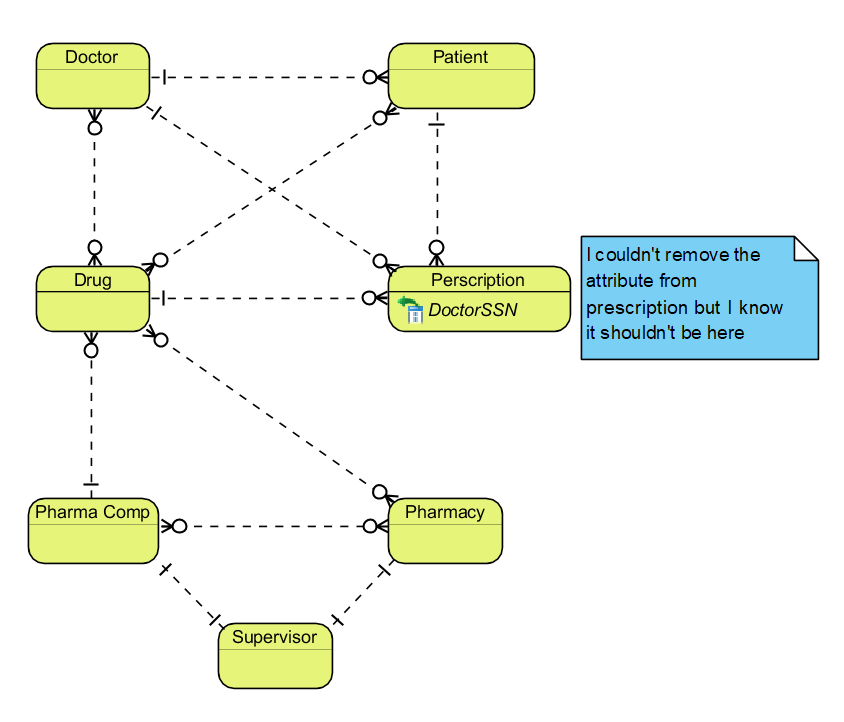 Doctor
Patient
Drug
Perscription
DoctorSSN
I couldn't remove the
attribute from
prescription but I know
it shouldn't be here
Pharma Comp
Pharmacy
Supervisor